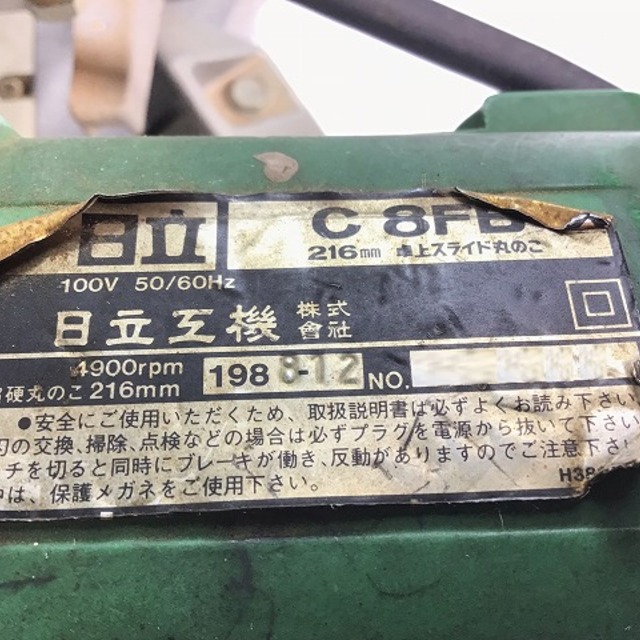 日立 C 8FB
216mm 卓上スライド丸のこ
100V 50/60Hz
日立工機 株式會社
4900rpm 1988-12 NO.
硬丸のこ 216mm
●安全にご使用いただくため、取扱説明書は必ずよくお読み下さい
刃の交換、掃除、点検などの場合は必ずプラグを電源から抜いて下さい
チを切ると同時にブレーキが働き、反動がありますのでご注意下さ
は、保護メガネをご使用下さい。